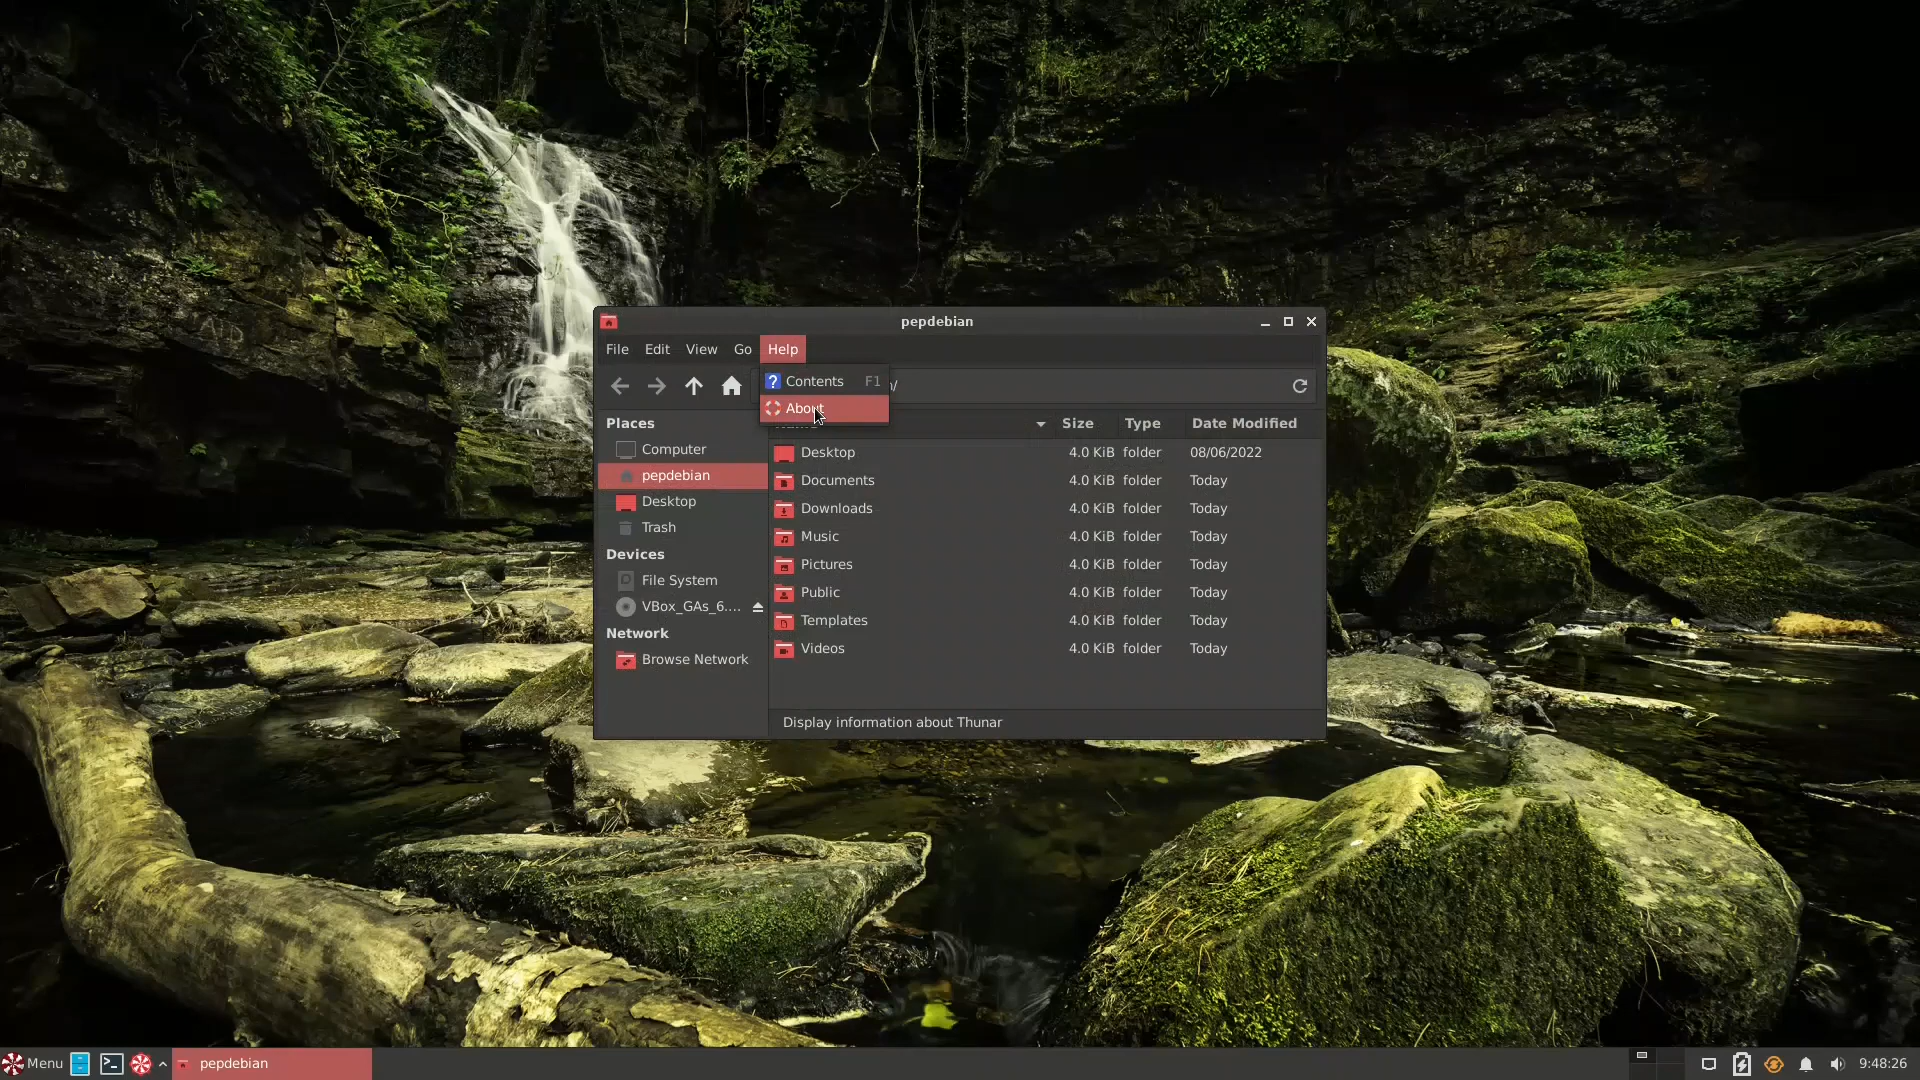 pepdebian
File Edit View Go Help
Contents F1
n/
About
Places
Size Type Date Modified
Computer
Desktop 4.0 KiB folder 08/06/2022
pepdebian
Documents 4.0 KiB folder Today
Desktop
Downloads 4.0 KiB folder Today
Trash
Music 4.0 KiB folder Today
Devices
Pictures 4.0 KiB folder Today
File System
Public 4.0 KiB folder Today
VBox_GAs_6....
Templates 4.0 KiB folder Today
Network
Videos 4.0 KiB folder Today
Browse Network
Display information about Thunar
Menu
pepdebian
9:48:26